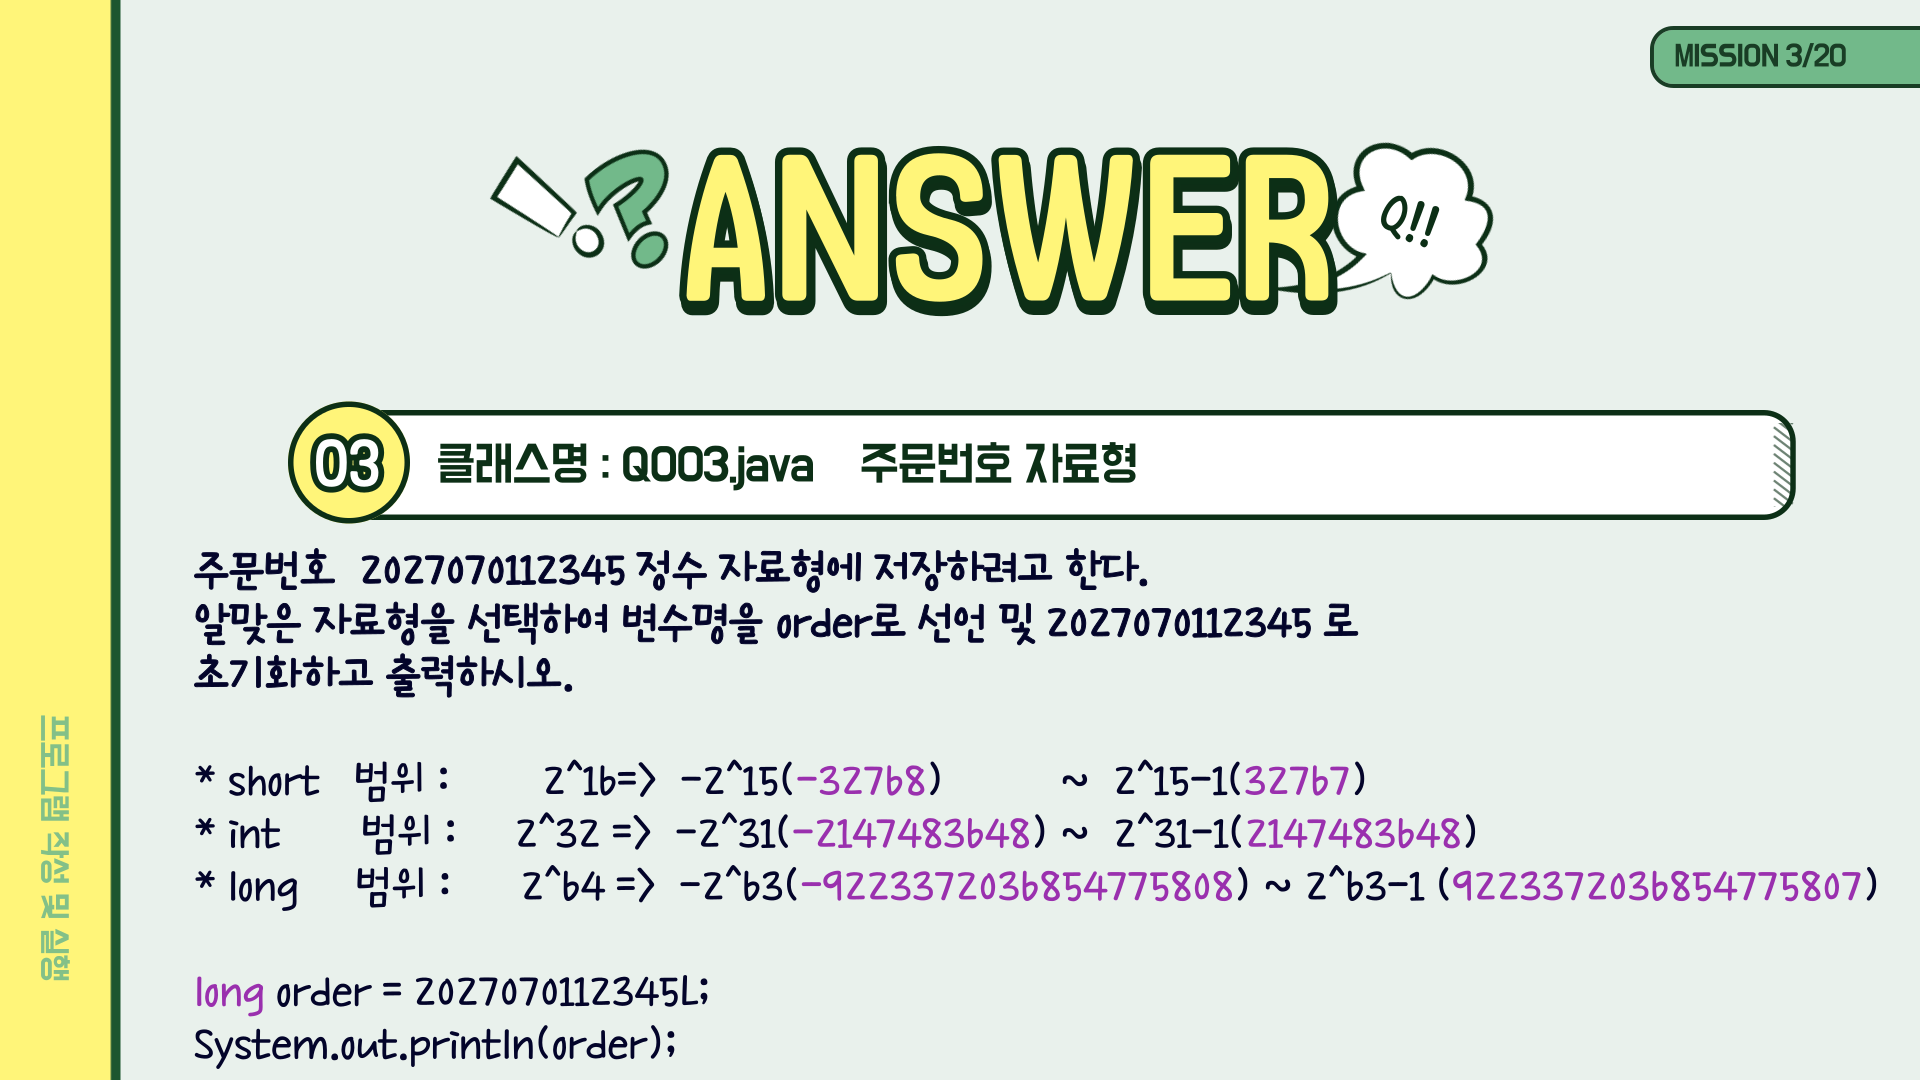 MISSION 3/20
ANSWER
Q!!
03
클래스명 : Q003.java 주문번호 자료형
주문번호 2027070112345 정수 자료형에 저장하려고 한다.
알맞은 자료형을 선택하여 변수명을 order로 선언 및 2027070112345 로
초기화하고 출력하시오.
* short 범위 : 2^16=> -2^15(-32768) ~ 2^15-1(32767)
* int 범위 : 2^32 => -2^31(-2147483648) ~ 2^31-1(2147483648)
* long 범위 : 2^64 => -2^63(-9223372036854775808) ~ 2^63-1 (9223372036854775807)
long order = 2027070112345L;
System.out.println(order);
프로그램 작성 및 실행